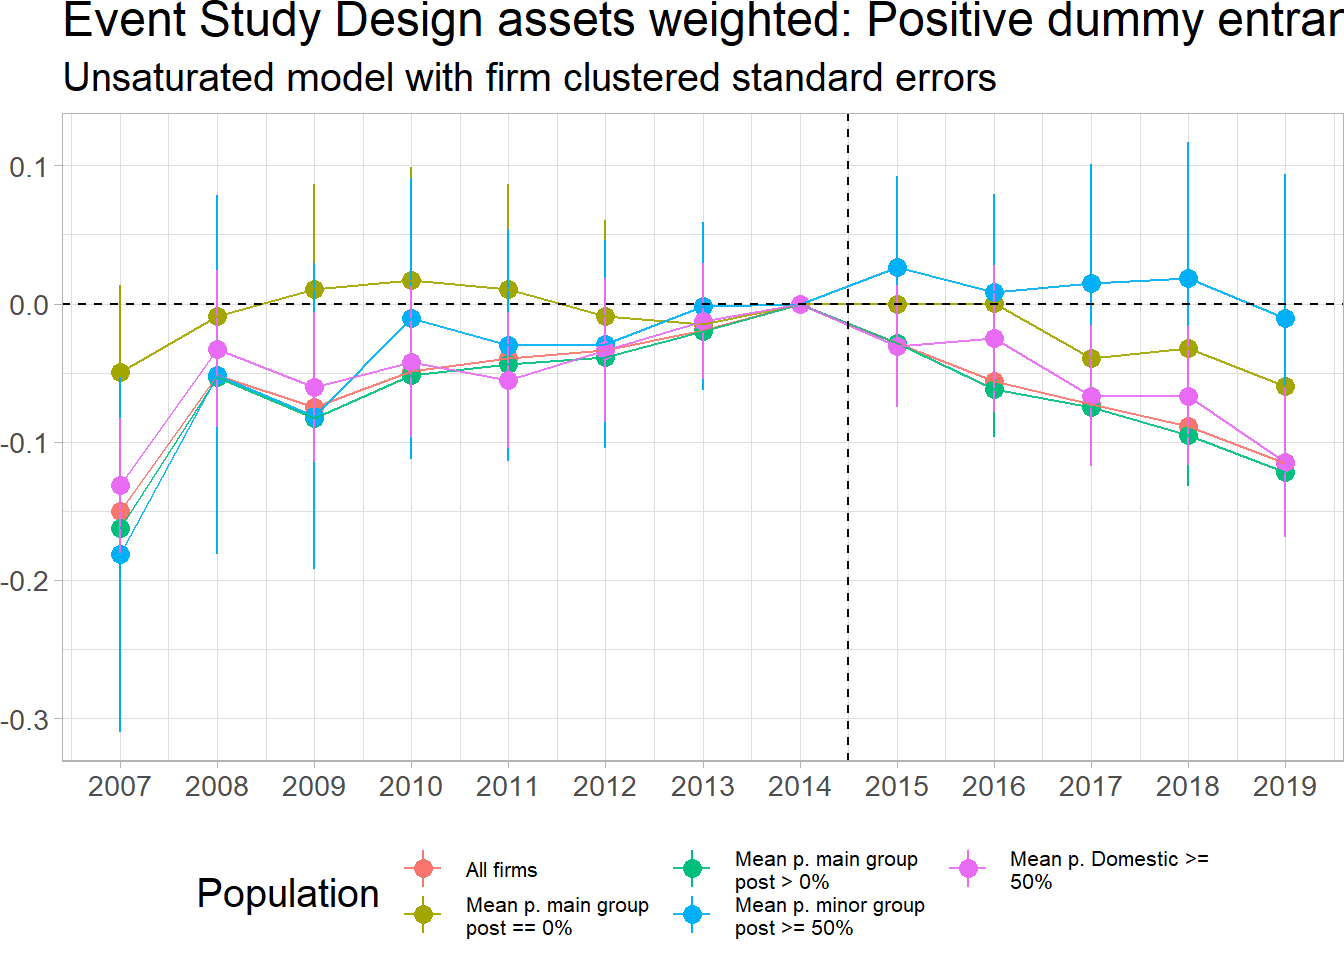 Event Study Design assets weighted: Positive dummy entran
Unsaturated model with firm clustered standard errors
0.1
0.0
-0.1
-0.2
-0.3
2007 2008 2009 2010 2011 2012 2013 2014 2015 2016 2017 2018 2019
Population
All firms
Mean p. main group
post == 0%
Mean p. main group
post > 0%
Mean p. minor group
post >= 50%
Mean p. Domestic >=
50%